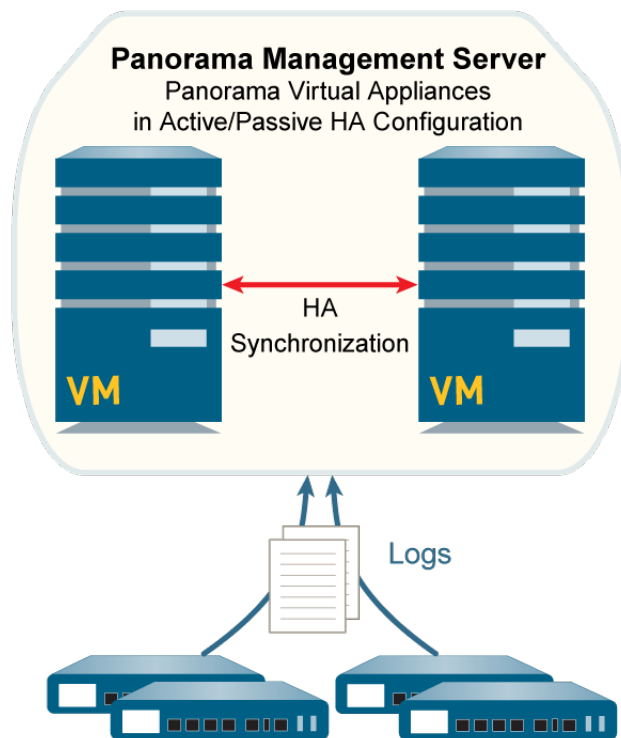 Panorama Management Server
Panorama Virtual Appliances
in Active/Passive HA Configuration
HA
Synchronization
VM
VM
Logs